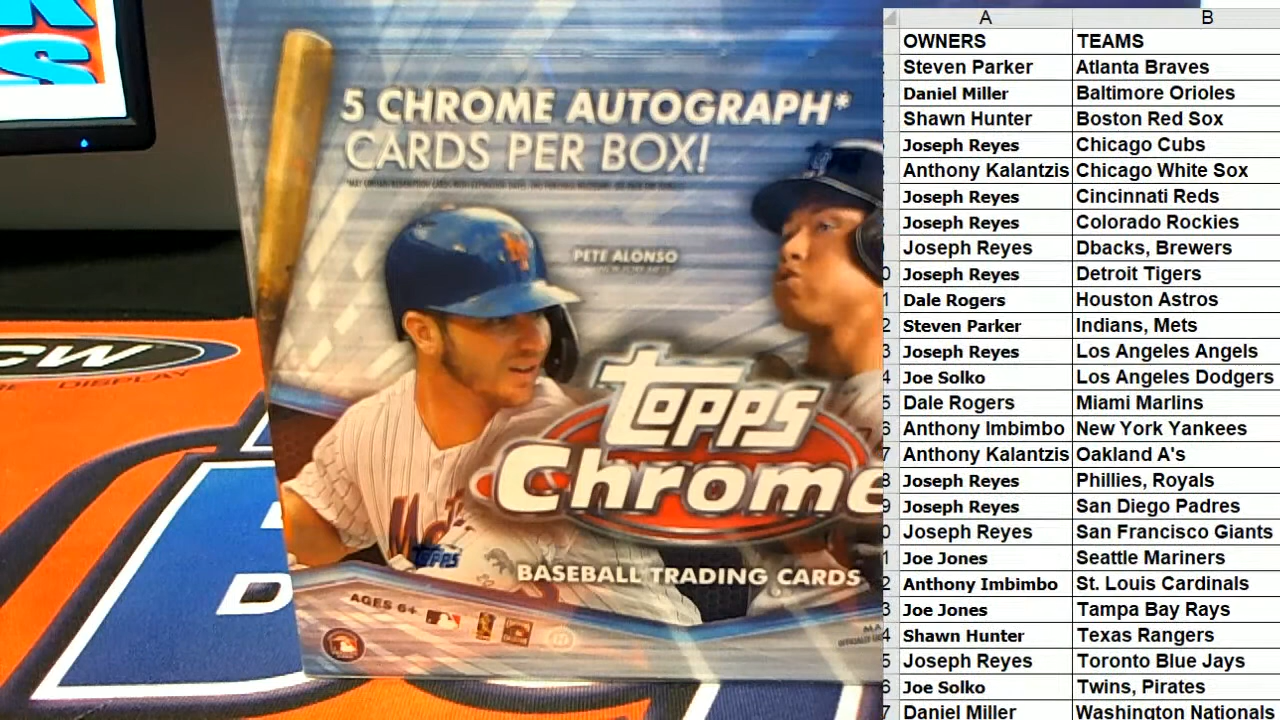 5 CHROME AUTOGRAPH*
CARDS PER BOX!
PETE ALONSO
NEW YORK METS
topps
Chrome
TOPPS
BASEBALL TRADING CARDS
AGES 6+
GW
DISPLAY
A B
OWNERS TEAMS
Steven Parker Atlanta Braves
Daniel Miller Baltimore Orioles
Shawn Hunter Boston Red Sox
Joseph Reyes Chicago Cubs
Anthony Kalantzis Chicago White Sox
Joseph Reyes Cincinnati Reds
Joseph Reyes Colorado Rockies
Joseph Reyes Dbacks, Brewers
Joseph Reyes Detroit Tigers
Dale Rogers Houston Astros
Steven Parker Indians, Mets
Joseph Reyes Los Angeles Angels
Joe Solko Los Angeles Dodgers
Dale Rogers Miami Marlins
Anthony Imbimbo New York Yankees
Anthony Kalantzis Oakland A's
Joseph Reyes Phillies, Royals
Joseph Reyes San Diego Padres
Joseph Reyes San Francisco Giants
Joe Jones Seattle Mariners
Anthony Imbimbo St. Louis Cardinals
Joe Jones Tampa Bay Rays
Shawn Hunter Texas Rangers
Joseph Reyes Toronto Blue Jays
Joe Solko Twins, Pirates
Daniel Miller Washington Nationals